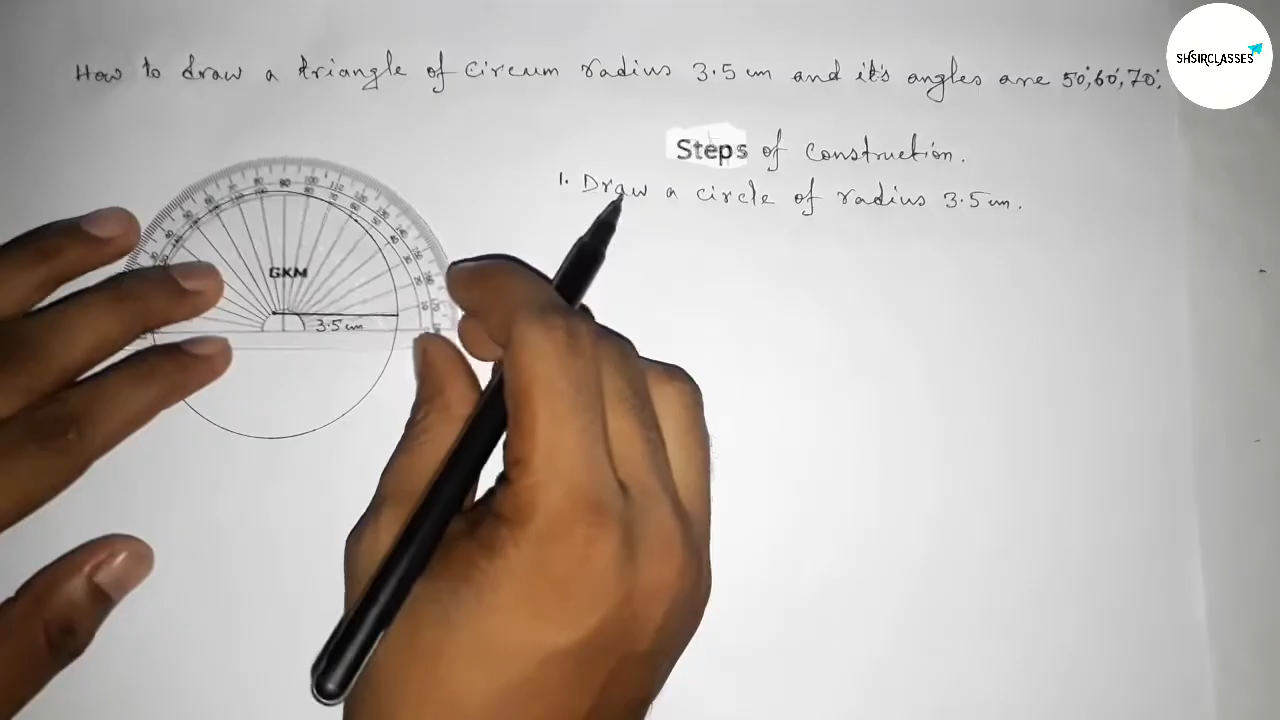 SHSIRCLASSES
How to draw a triangle of circum radius 3.5 cm and it's angles are 50°, 60°, 70°.
Steps of construction.
1. Draw a circle of radius 3.5 cm.
GKM
3.5 cm